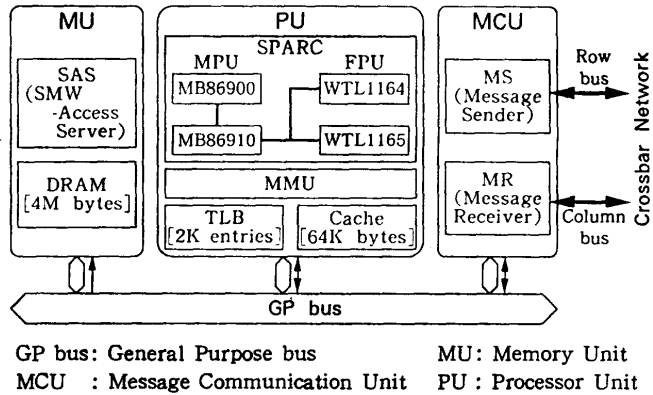 MU
SAS
(SMW
-Access
Server)
DRAM
[4M bytes]
PU
SPARC
MPU
FPU
MB86900
WTL1164
MB86910
WTL1165
MMU
TLB
[2K entries]
Cache
[64K bytes]
MCU
MS
(Message
Sender)
MR
(Message
Receiver)
Row
bus
Column
bus
Crossbar Network
GP bus
GP bus: General Purpose bus
MU: Memory Unit
MCU : Message Communication Unit
PU: Processor Unit